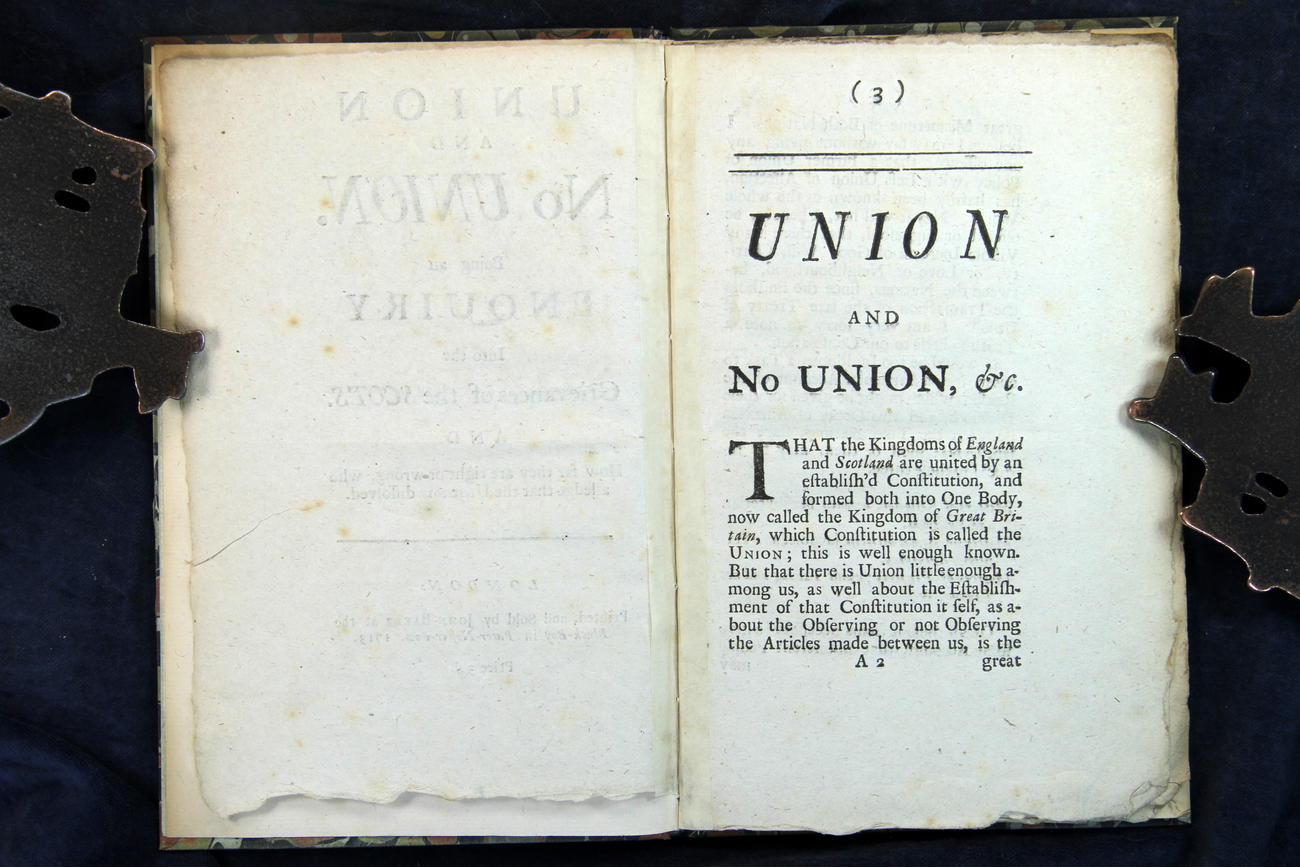 ( 3 )
UNION
AND
No UNION, &c.
THAT the Kingdoms of England
and Scotland are united by an
eſtabliſh'd Conſtitution, and
formed both into One Body,
now called the Kingdom of Great Bri-
tain, which Conſtitution is called the
UNION; this is well enough known.
But that there is Union little enough a-
mong us, as well about the Eſtabliſh-
ment of that Conſtitution it ſelf, as a-
bout the Obſerving or not Obſerving
the Articles made between us, is the
A 2 great